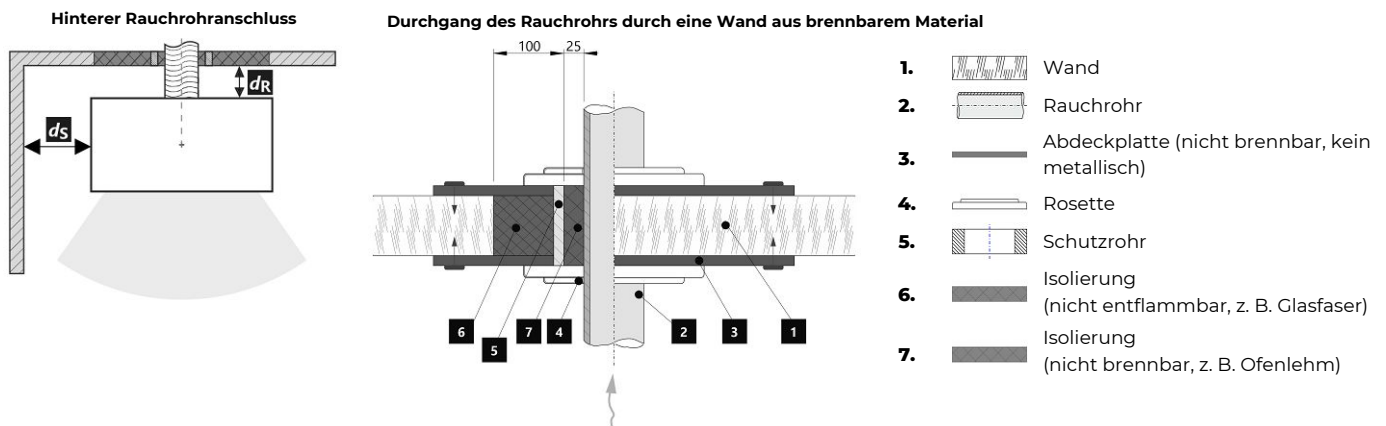 Hinterer Rauchrohranschluss
Durchgang des Rauchrohrs durch eine Wand aus brennbarem Material
dR
dS
100
25
6
5
7
4
2
3
1
1.
Wand
2.
Rauchrohr
3.
Abdeckplatte (nicht brennbar, kein
metallisch)
4.
Rosette
5.
Schutzrohr
6.
Isolierung
(nicht entflammbar, z. B. Glasfaser)
7.
Isolierung
(nicht brennbar, z. B. Ofenlehm)